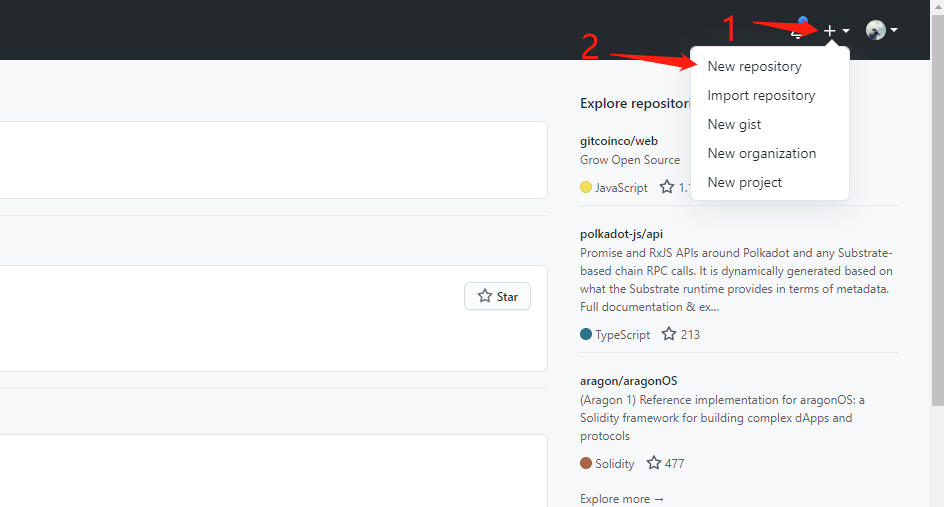 1
2
New repository
Import repository
New gist
New organization
New project
Explore repositori
gitcoinco/web
Grow Open Source
JavaScript 1.1
polkadot-js/api
Promise and RxJS APIs around Polkadot and any Substrate-
based chain RPC calls. It is dynamically generated based on
what the Substrate runtime provides in terms of metadata.
Full documentation & ex...
TypeScript 213
Star
aragon/aragonOS
(Aragon 1) Reference implementation for aragonOS: a
Solidity framework for building complex dApps and
protocols
Solidity 477
Explore more →